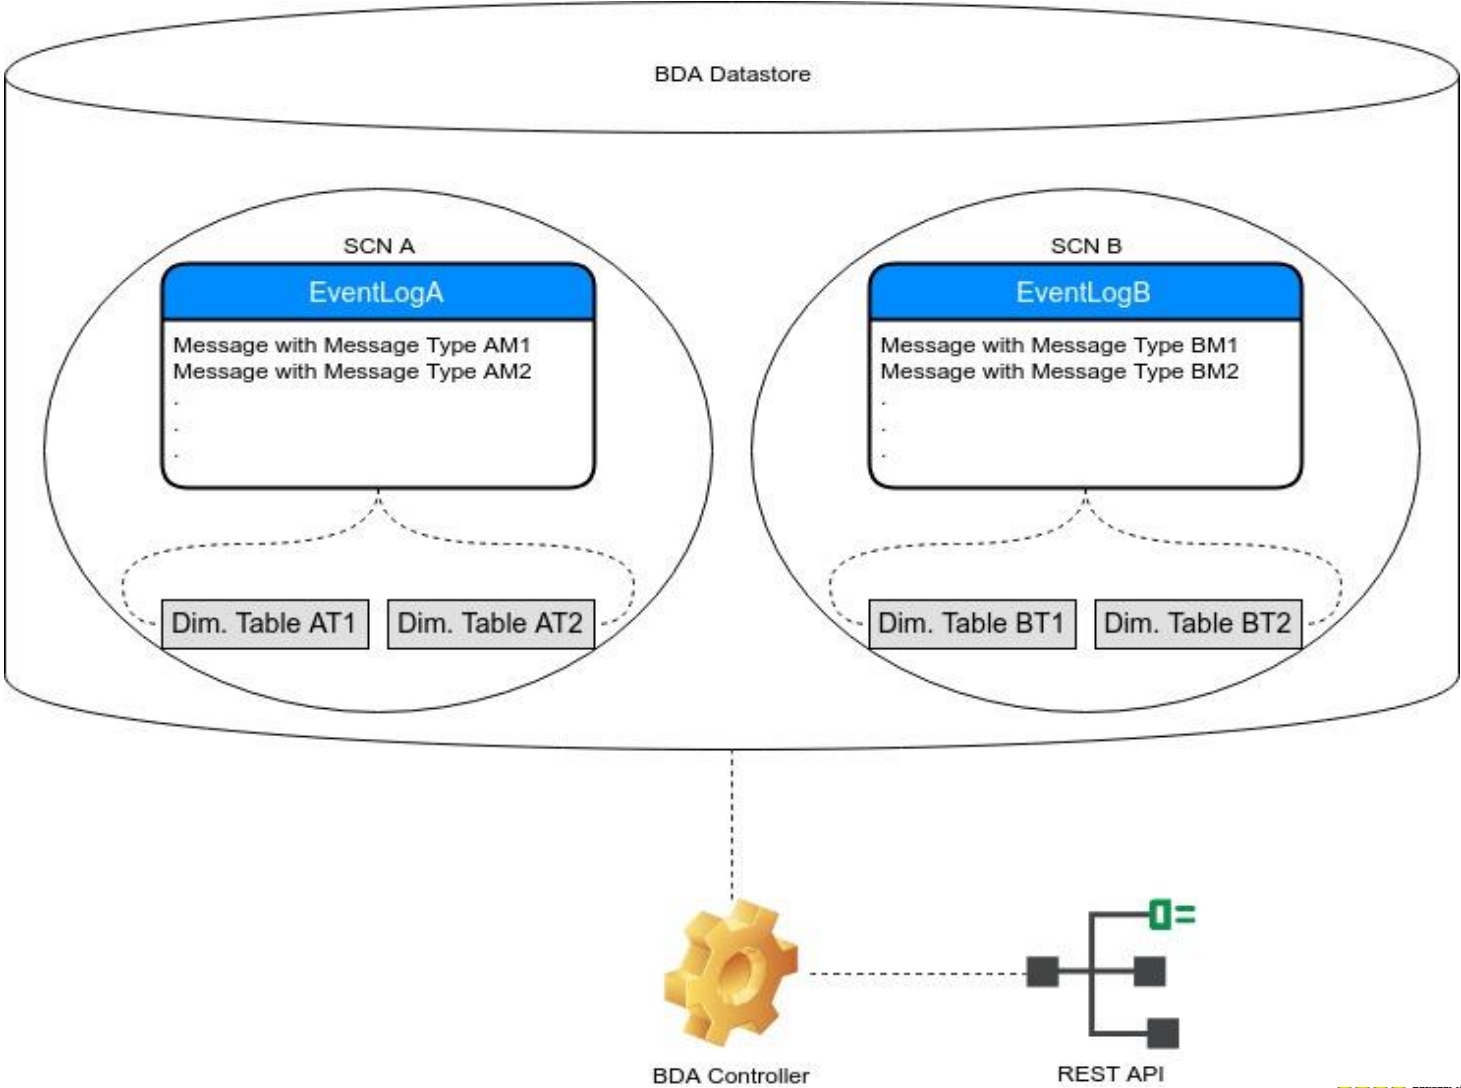 BDA Datastore
SCN A
EventLogA
Message with Message Type AM1
Message with Message Type AM2
.
.
.
Dim. Table AT1
Dim. Table AT2
SCN B
EventLogB
Message with Message Type BM1
Message with Message Type BM2
.
.
.
Dim. Table BT1
Dim. Table BT2
BDA Controller
REST API